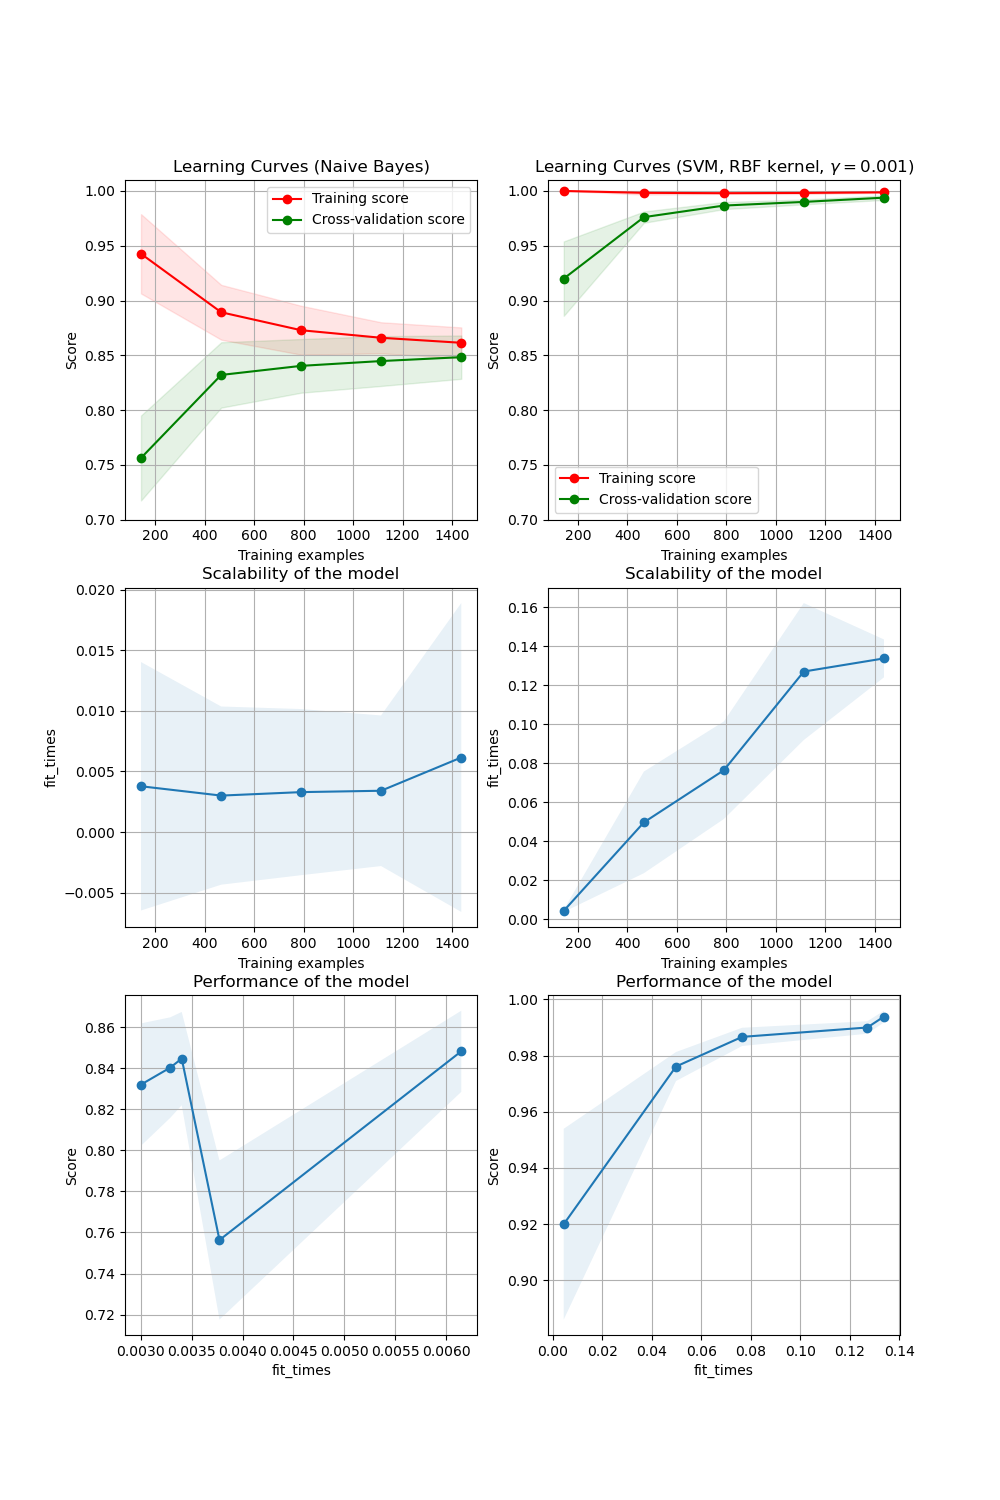 Learning Curves (Naive Bayes)
Learning Curves (SVM, RBF kernel, γ = 0.001)
1.00
0.95
0.90
0.85
0.80
0.75
0.70
Score
Training score
Cross-validation score
200 400 600 800 1000 1200 1400
Training examples
1.00
0.95
0.90
0.85
0.80
0.75
0.70
Score
Training score
Cross-validation score
200 400 600 800 1000 1200 1400
Training examples
Scalability of the model
0.020
0.015
0.010
0.005
0.000
−0.005
fit_times
200 400 600 800 1000 1200 1400
Training examples
Scalability of the model
0.16
0.14
0.12
0.10
0.08
0.06
0.04
0.02
0.00
fit_times
200 400 600 800 1000 1200 1400
Training examples
Performance of the model
0.86
0.84
0.82
0.80
0.78
0.76
0.74
0.72
Score
0.0030 0.0035 0.0040 0.0045 0.0050 0.0055 0.0060
fit_times
Performance of the model
1.00
0.98
0.96
0.94
0.92
0.90
Score
0.00 0.02 0.04 0.06 0.08 0.10 0.12 0.14
fit_times